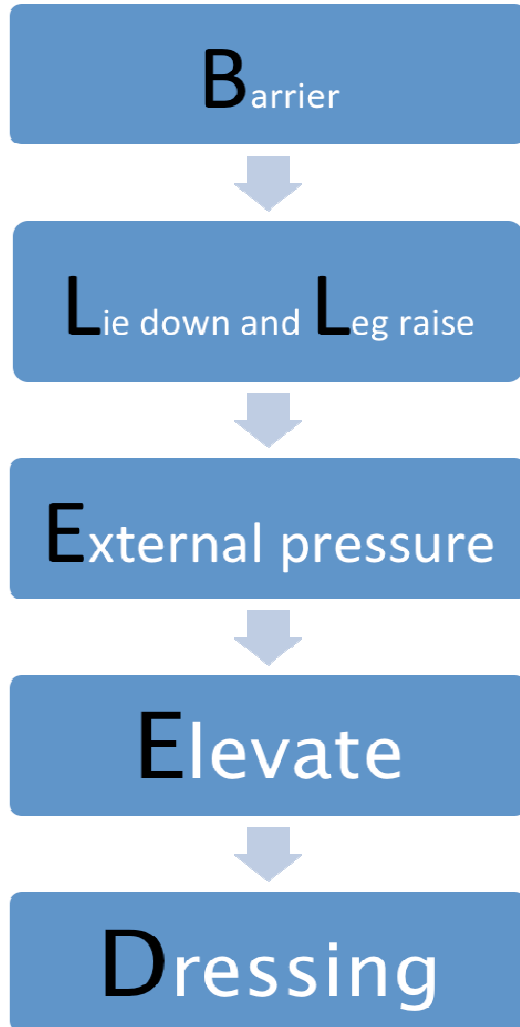 Barrier
Lie down and Leg raise
External pressure
Elevate
Dressing